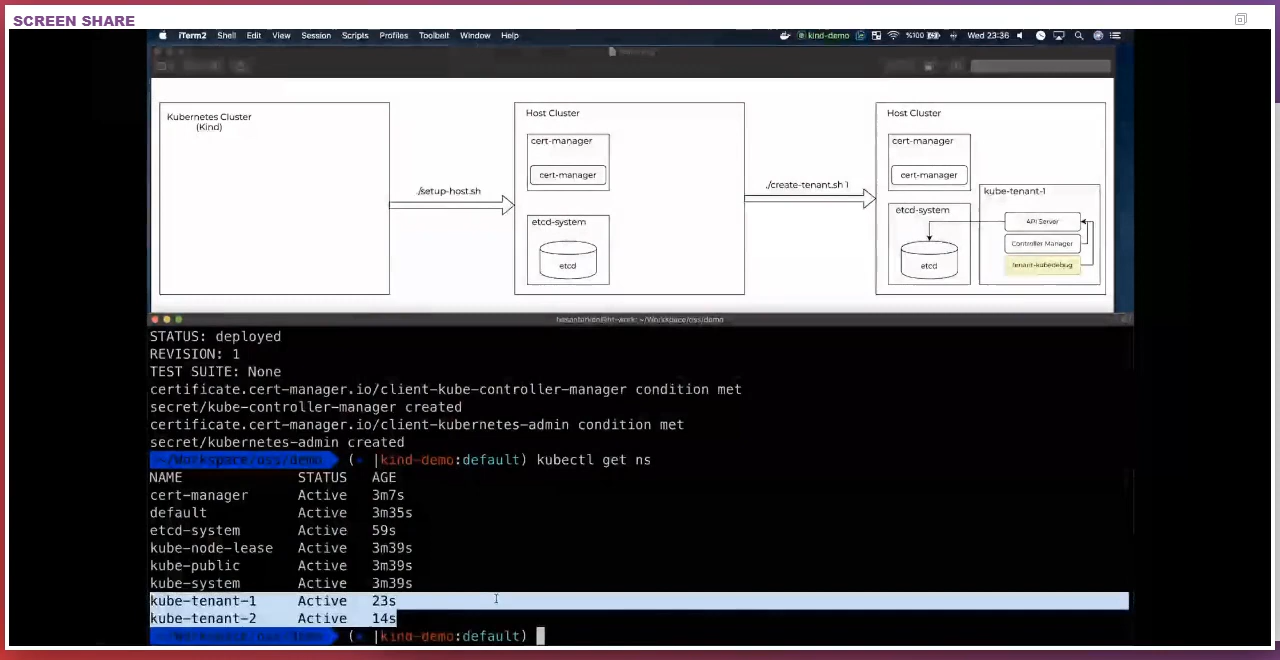 SCREEN SHARE
iTerm2 Shell Edit View Session Scripts Profiles Toolbelt Window Help
kind-demo %100 Wed 23:36
Kubernetes Cluster
(Kind)
./setup-host.sh
Host Cluster
cert-manager
cert-manager
etcd-system
etcd
./create-tenant.sh 1
Host Cluster
cert-manager
cert-manager
etcd-system
etcd
kube-tenant-1
API Server
Controller Manager
tenant-kubedebug
STATUS: deployed
REVISION: 1
TEST SUITE: None
certificate.cert-manager.io/client-kube-controller-manager condition met
secret/kube-controller-manager created
certificate.cert-manager.io/client-kubernetes-admin condition met
secret/kubernetes-admin created
~/Workspace/oss/demo (|kind-demo:default) kubectl get ns
NAME STATUS AGE
cert-manager Active 3m7s
default Active 3m35s
etcd-system Active 59s
kube-node-lease Active 3m39s
kube-public Active 3m39s
kube-system Active 3m39s
kube-tenant-1 Active 23s
kube-tenant-2 Active 14s
~/Workspace/oss/demo (|kind-demo:default)